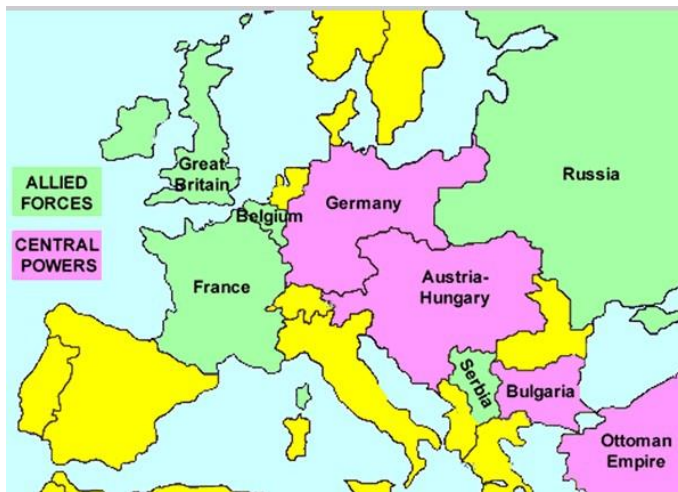 Great
Britain
ALLIED
FORCES
Belgium
Germany
Russia
CENTRAL
POWERS
France
Austria-
Hungary
Serbia
Bulgaria
Ottoman
Empire